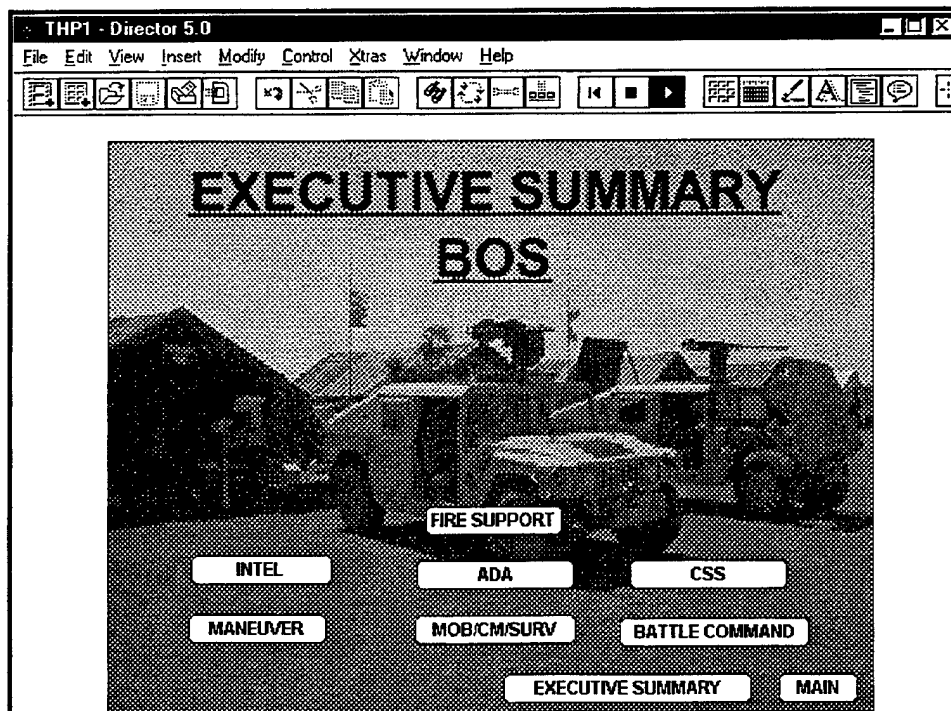 THP1 - Director 5.0
File Edit View Insert Modify Control Xtras Window Help
EXECUTIVE SUMMARY
BOS
FIRE SUPPORT
INTEL ADA CSS
MANEUVER MOB/CM/SURV BATTLE COMMAND
EXECUTIVE SUMMARY MAIN